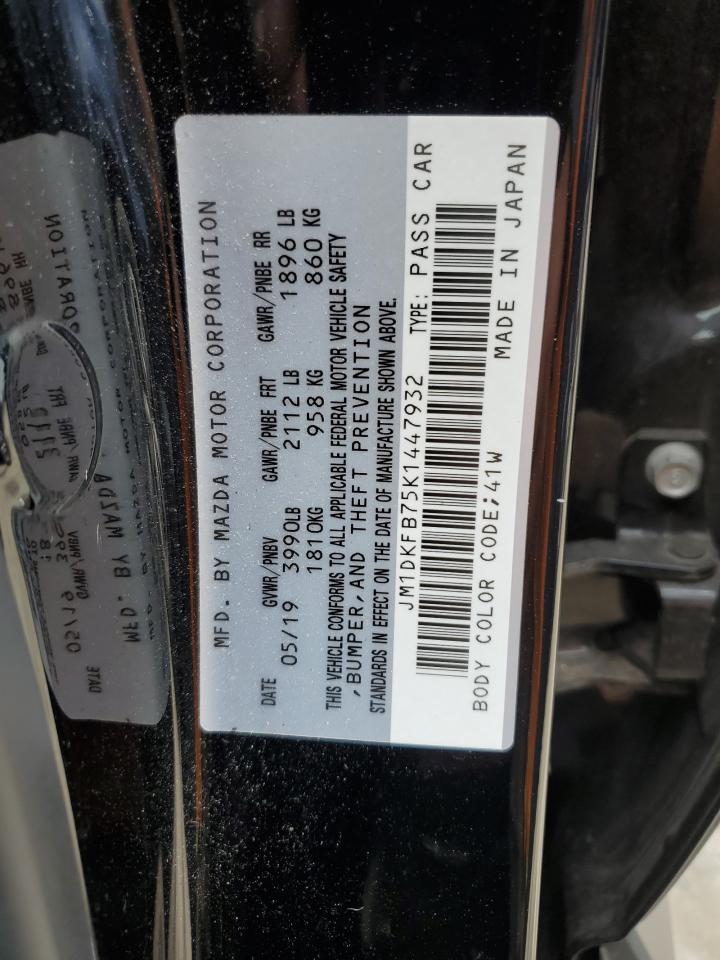 MFD. BY MAZDA MOTOR CORPORATION
DATE GVWR/PNBV GAWR/PNBE FRT GAWR/PNBE RR
05/19 3990LB 2112 LB 1896 LB
1810KG 958 KG 860 KG
THIS VEHICLE CONFORMS TO ALL APPLICABLE FEDERAL MOTOR VEHICLE SAFETY
,BUMPER,AND THEFT PREVENTION
STANDARDS IN EFFECT ON THE DATE OF MANUFACTURE SHOWN ABOVE.
JM1DKFB75K1447932 TYPE: PASS CAR
BODY COLOR CODE;41W MADE IN JAPAN